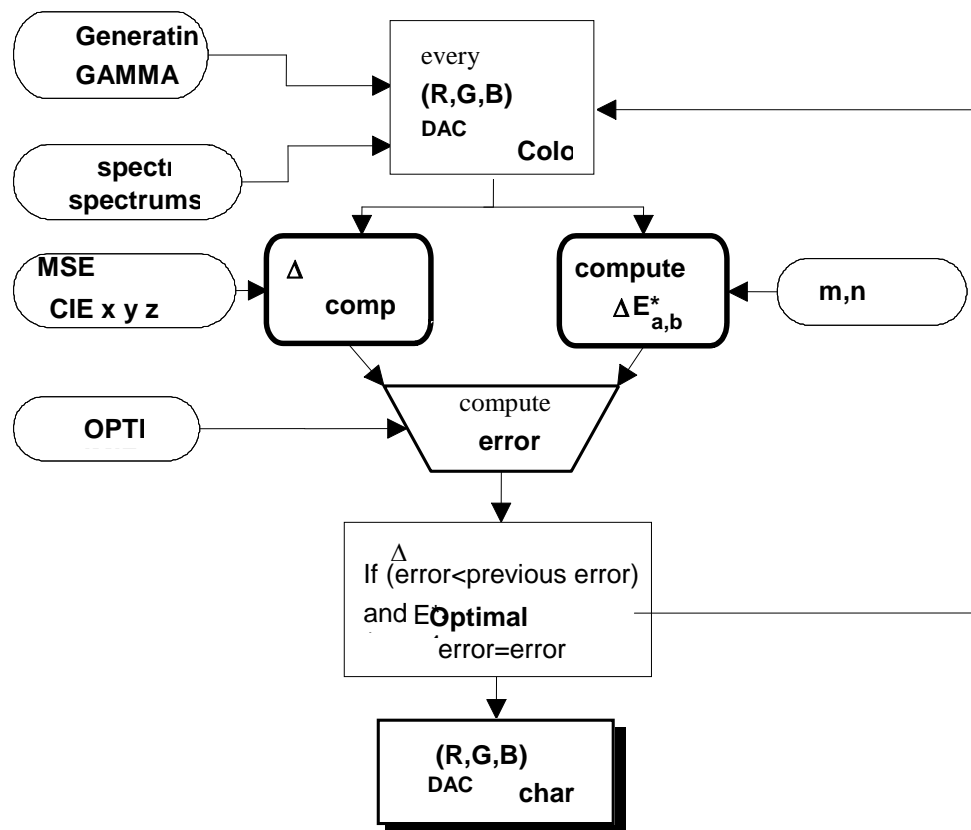 Generatin
GAMMA
every
(R,G,B)
DAC
Colo
spectr
spectrums
MSE
CIE x y z
Δ
comp
compute
ΔE*a,b
m,n
compute
error
OPTI
Δ
If (error<previous error)
and E*
Optimal
error=error
(R,G,B)
DAC
char